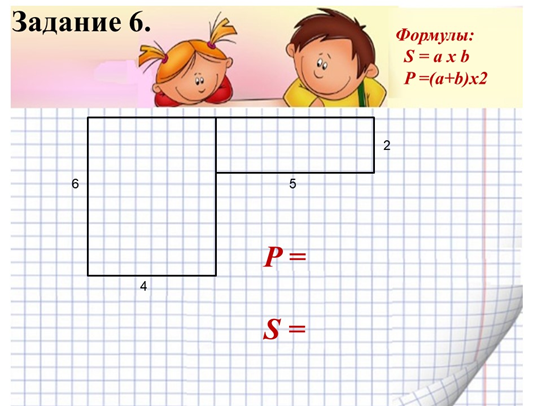 Задание 6.
Формулы:
S = a x b
P =(a+b)x2
2
6
5
P =
4
S =